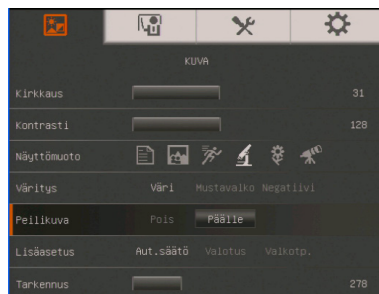 KUVA
Kirkkaus 31
Kontrasti 128
Näyttömuoto
Väritys Väri Mustavalko Negatiivi
Peilikuva Pois Päälle
Lisäasetus Aut.säätö Valotus Valkotp.
Tarkennus 278